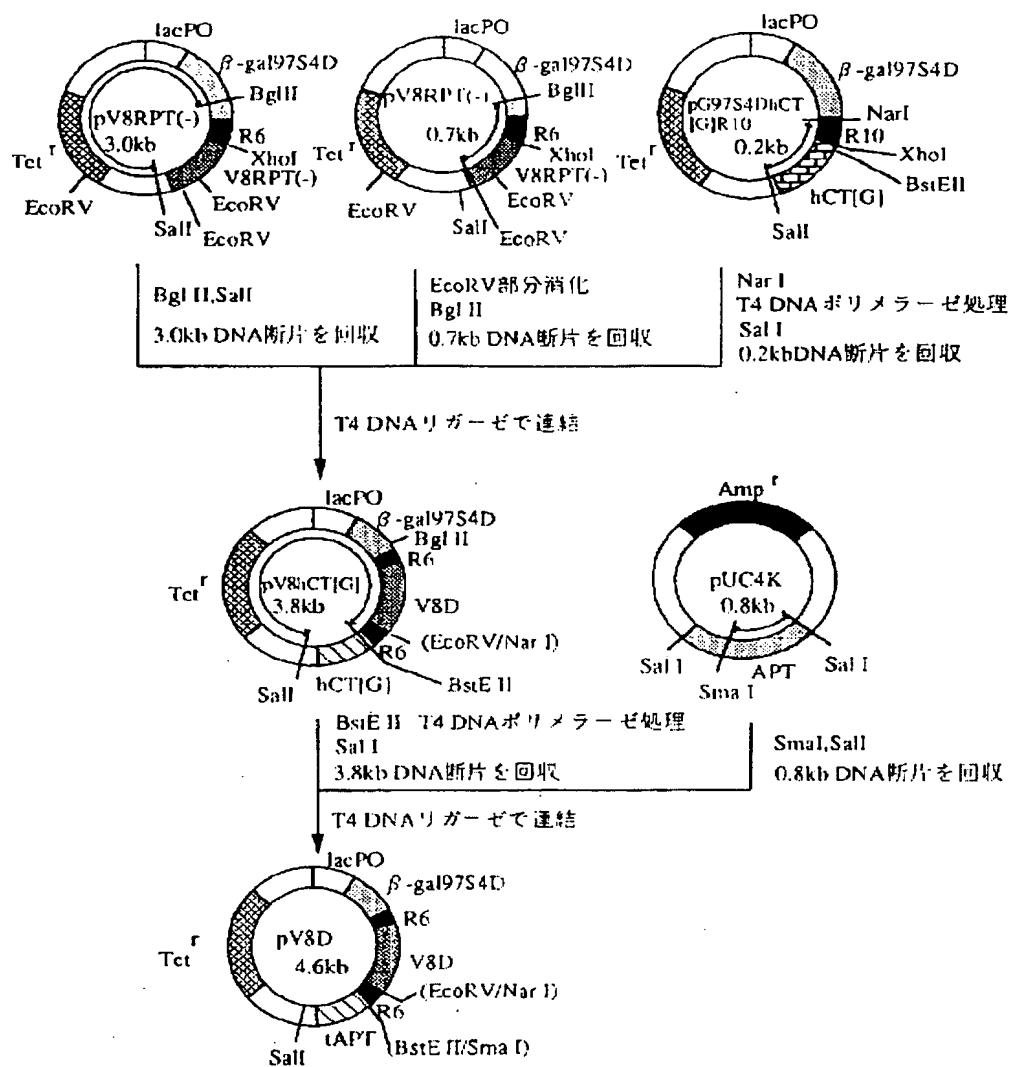 lacPO
β-gal97S4D
BglII
pV8RPT(-)
3.0kb
R6
XhoI
V8RPT(-)
Tet r
EcoRV
EcoRV
SalI
EcoRV
lacPO
β-gal97S4D
BglII
pV8RPT(-)
0.7kb
R6
XhoI
V8RPT(-)
Tet r
EcoRV
EcoRV
SalI
EcoRV
lacPO
β-gal97S4D
pG97S4DhCT
[G]R10
NarI
R10
0.2kb
XhoI
BstEII
Tet r
hCT[G]
SalI
Bgl II,SalI
3.0kb DNA断片を回収
EcoRV部分消化
Bgl II
0.7kb DNA断片を回収
Nar I
T4 DNAポリメラーゼ処理
Sal I
0.2kbDNA断片を回収
T4 DNAリガーゼで連結
lacPO
β-gal97S4D
Bgl II
R6
pV8hCT[G]
3.8kb
Tet r
V8D
(EcoRV/Nar I)
R6
BstE II
hCT[G]
SalI
Amp r
pUC4K
0.8kb
Sal I
Sma I
APT
Sal I
BstE II T4 DNAポリメラーゼ処理
Sal I
3.8kb DNA断片を回収
SmaI,SalI
0.8kb DNA断片を回収
T4 DNAリガーゼで連結
lacPO
β-gal97S4D
R6
pV8D
4.6kb
Tet r
V8D
(EcoRV/Nar I)
R6
tAPT
(BstE II/Sma I)
SalI